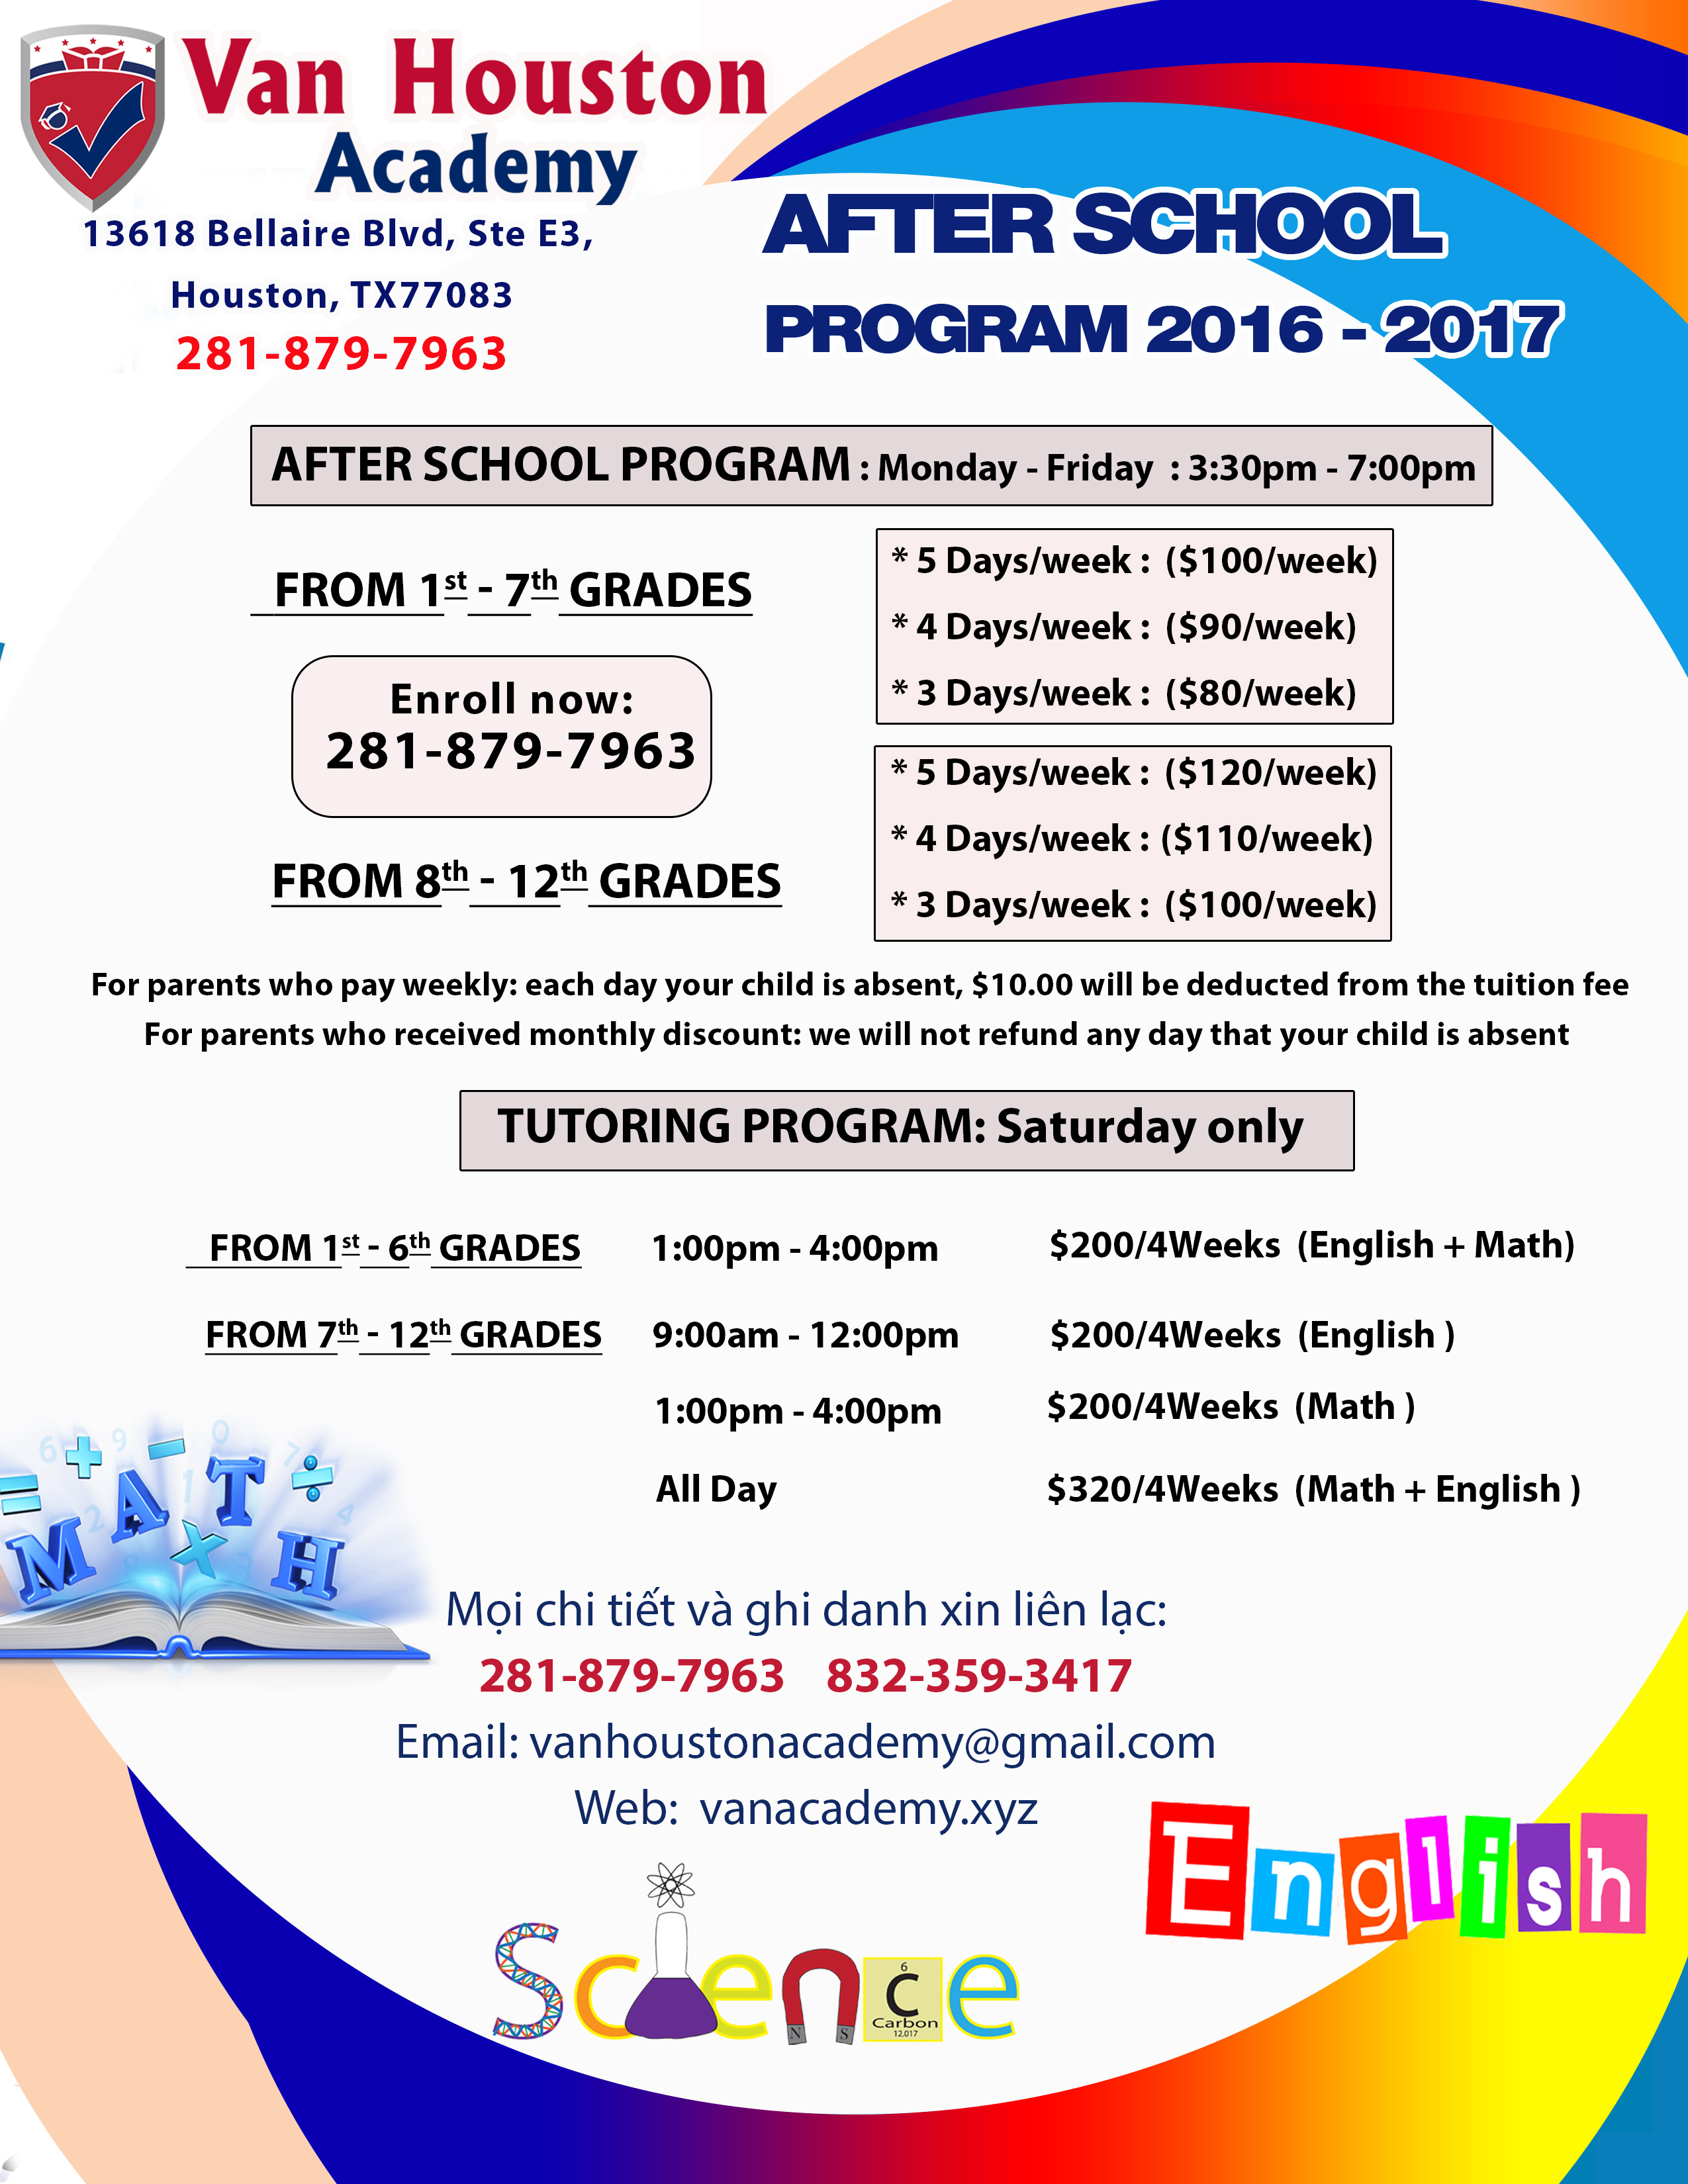 Van Houston
Academy
13618 Bellaire Blvd, Ste E3,
Houston, TX77083
281-879-7963
AFTER SCHOOL
PROGRAM 2016 - 2017
AFTER SCHOOL PROGRAM : Monday - Friday : 3:30pm - 7:00pm
FROM 1st - 7th GRADES
* 5 Days/week : ($100/week)
* 4 Days/week : ($90/week)
* 3 Days/week : ($80/week)
Enroll now:
281-879-7963
FROM 8th - 12th GRADES
* 5 Days/week : ($120/week)
* 4 Days/week : ($110/week)
* 3 Days/week : ($100/week)
For parents who pay weekly: each day your child is absent, $10.00 will be deducted from the tuition fee
For parents who received monthly discount: we will not refund any day that your child is absent
TUTORING PROGRAM: Saturday only
FROM 1st - 6th GRADES 1:00pm - 4:00pm $200/4Weeks (English + Math)
FROM 7th - 12th GRADES 9:00am - 12:00pm $200/4Weeks (English )
1:00pm - 4:00pm $200/4Weeks (Math )
All Day $320/4Weeks (Math + English )
= + - ÷
MATH
×
Mọi chi tiết và ghi danh xin liên lạc:
281-879-7963 832-359-3417
Email: vanhoustonacademy@gmail.com
Web: vanacademy.xyz
English
Science
6
Carbon
12.017
N S